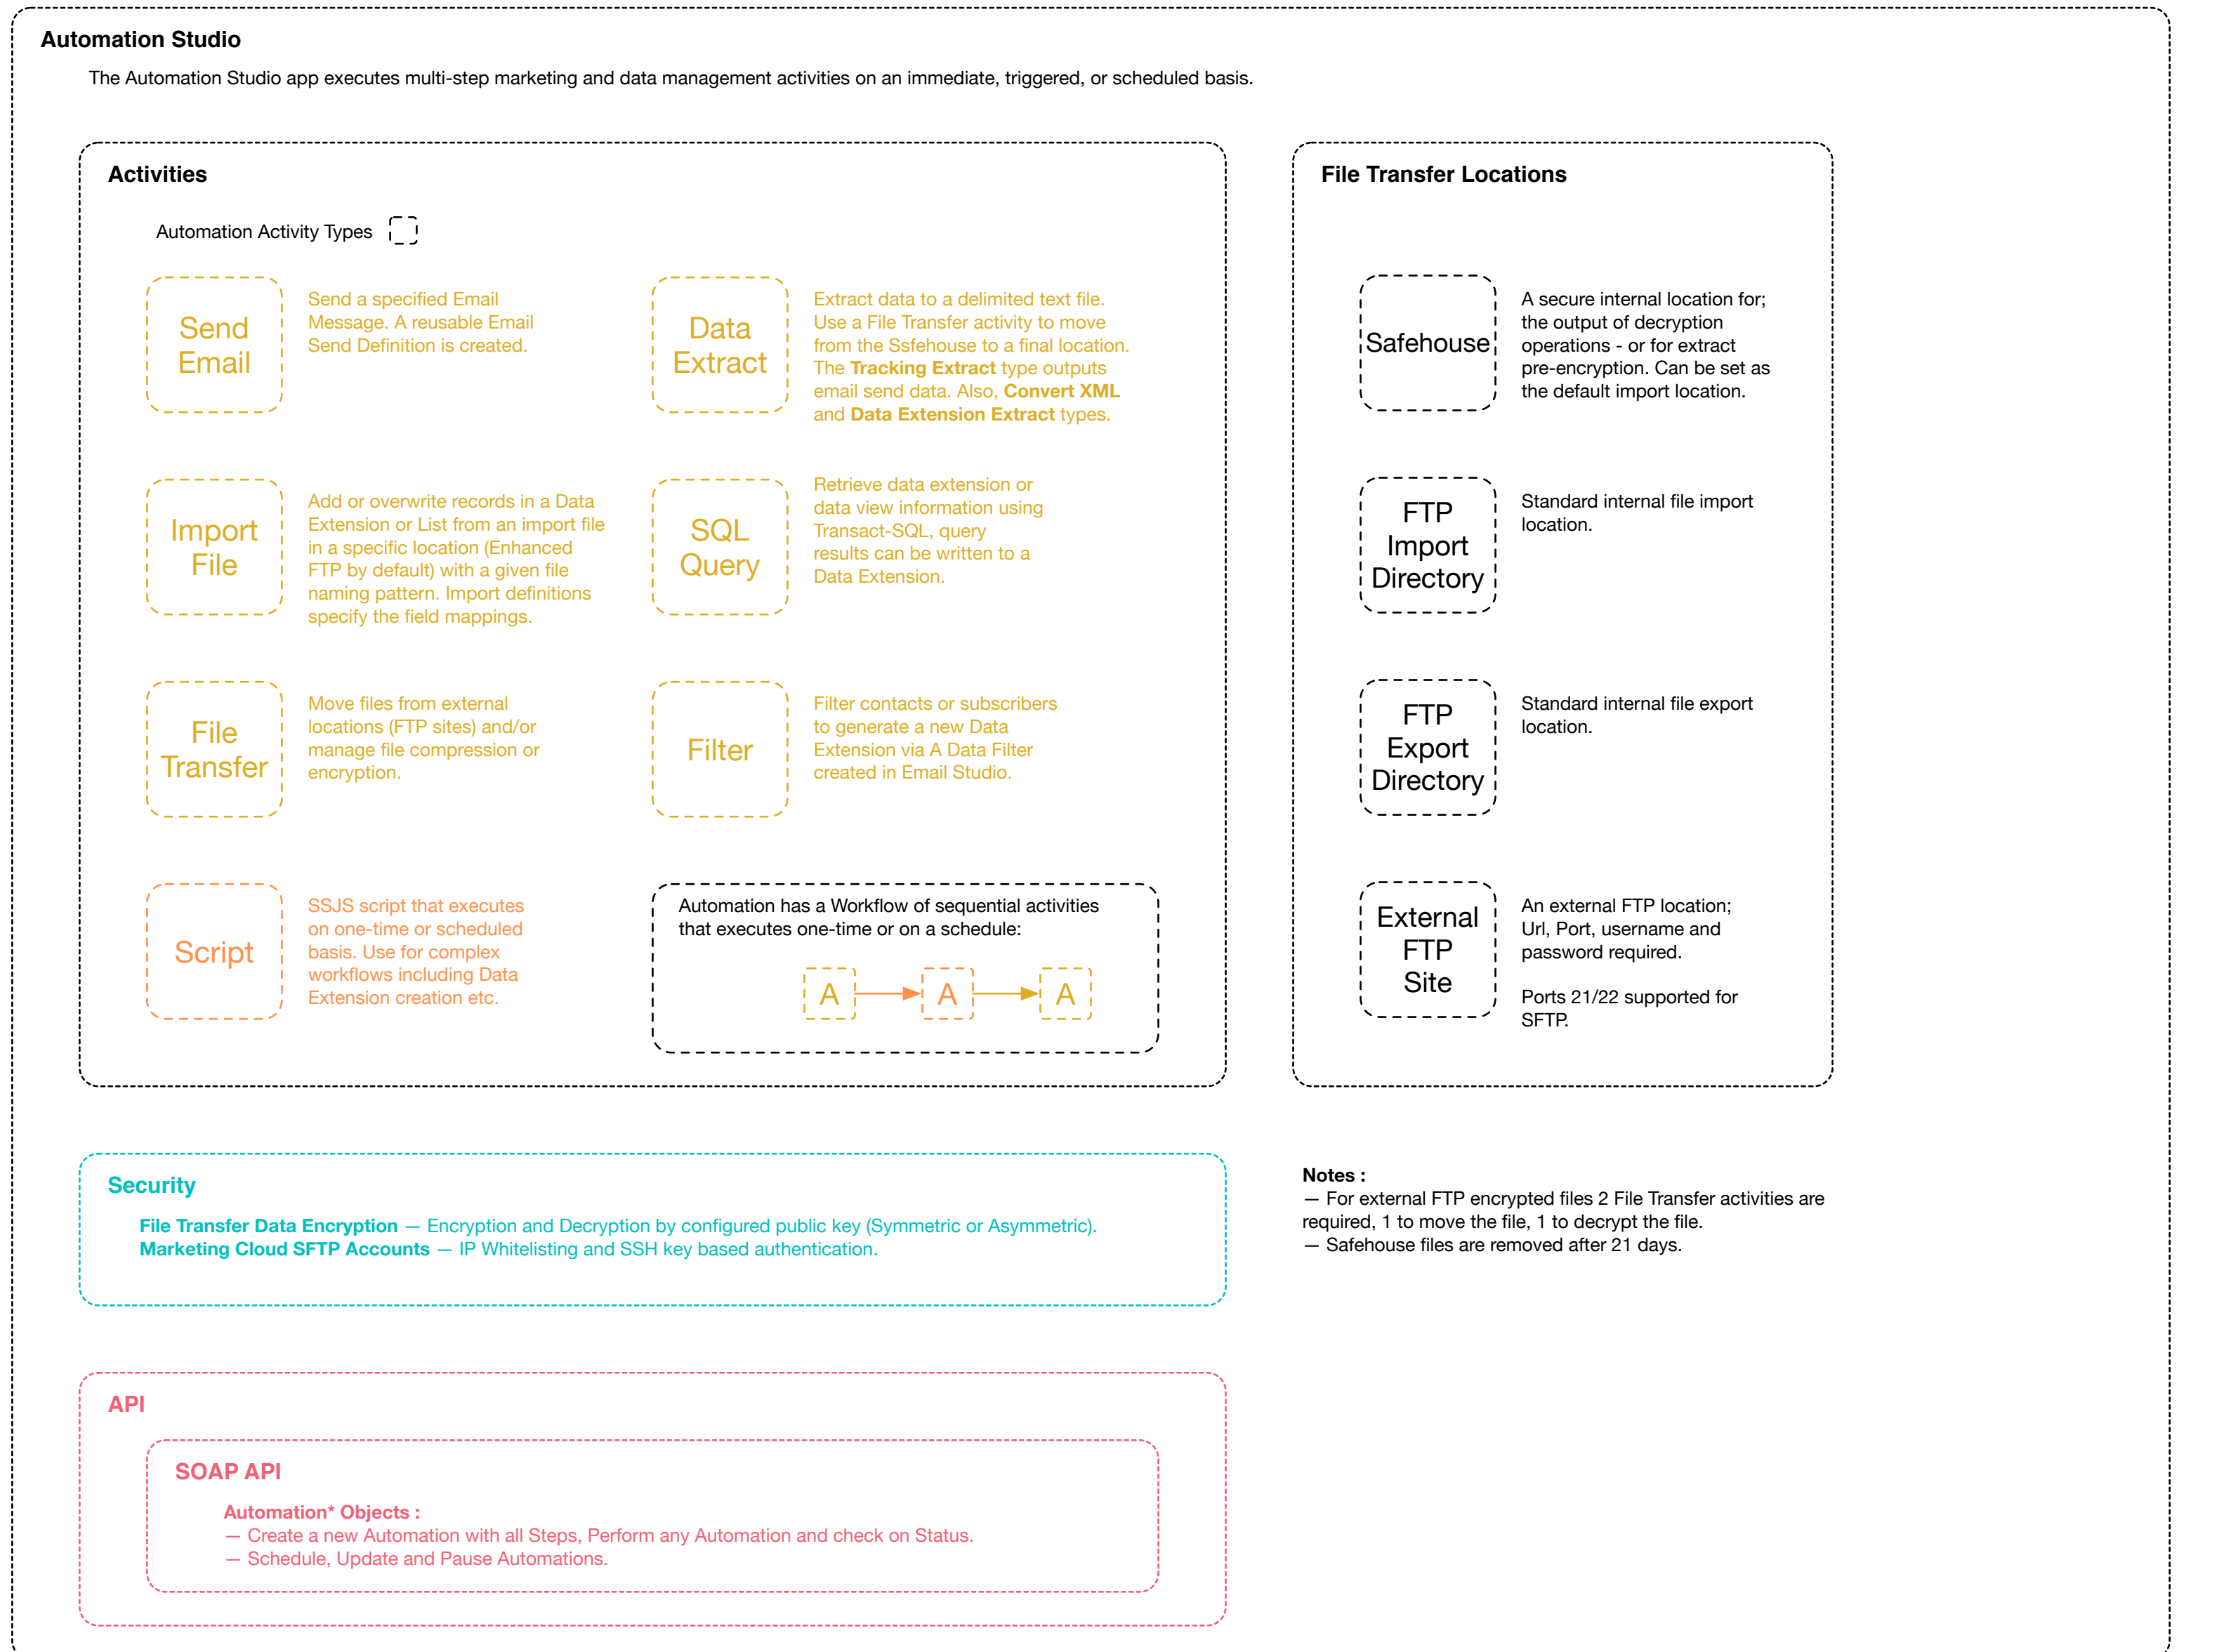 Automation Studio
The Automation Studio app executes multi-step marketing and data management activities on an immediate, triggered, or scheduled basis.
Activities
Automation Activity Types
Send
Email
Send a specified Email
Message. A reusable Email
Send Definition is created.
Data
Extract
Extract data to a delimited text file.
Use a File Transfer activity to move
from the Ssfehouse to a final location.
The Tracking Extract type outputs
email send data. Also, Convert XML
and Data Extension Extract types.
Import
File
Add or overwrite records in a Data
Extension or List from an import file
in a specific location (Enhanced
FTP by default) with a given file
naming pattern. Import definitions
specify the field mappings.
SQL
Query
Retrieve data extension or
data view information using
Transact-SQL, query
results can be written to a
Data Extension.
File
Transfer
Move files from external
locations (FTP sites) and/or
manage file compression or
encryption.
Filter
Filter contacts or subscribers
to generate a new Data
Extension via A Data Filter
created in Email Studio.
Script
SSJS script that executes
on one-time or scheduled
basis. Use for complex
workflows including Data
Extension creation etc.
Automation has a Workflow of sequential activities
that executes one-time or on a schedule:
A A A
File Transfer Locations
Safehouse
A secure internal location for;
the output of decryption
operations - or for extract
pre-encryption. Can be set as
the default import location.
FTP
Import
Directory
Standard internal file import
location.
FTP
Export
Directory
Standard internal file export
location.
External
FTP
Site
An external FTP location;
Url, Port, username and
password required.
Ports 21/22 supported for
SFTP.
Security
File Transfer Data Encryption — Encryption and Decryption by configured public key (Symmetric or Asymmetric).
Marketing Cloud SFTP Accounts — IP Whitelisting and SSH key based authentication.
Notes :
— For external FTP encrypted files 2 File Transfer activities are
required, 1 to move the file, 1 to decrypt the file.
— Safehouse files are removed after 21 days.
API
SOAP API
Automation* Objects :
— Create a new Automation with all Steps, Perform any Automation and check on Status.
— Schedule, Update and Pause Automations.